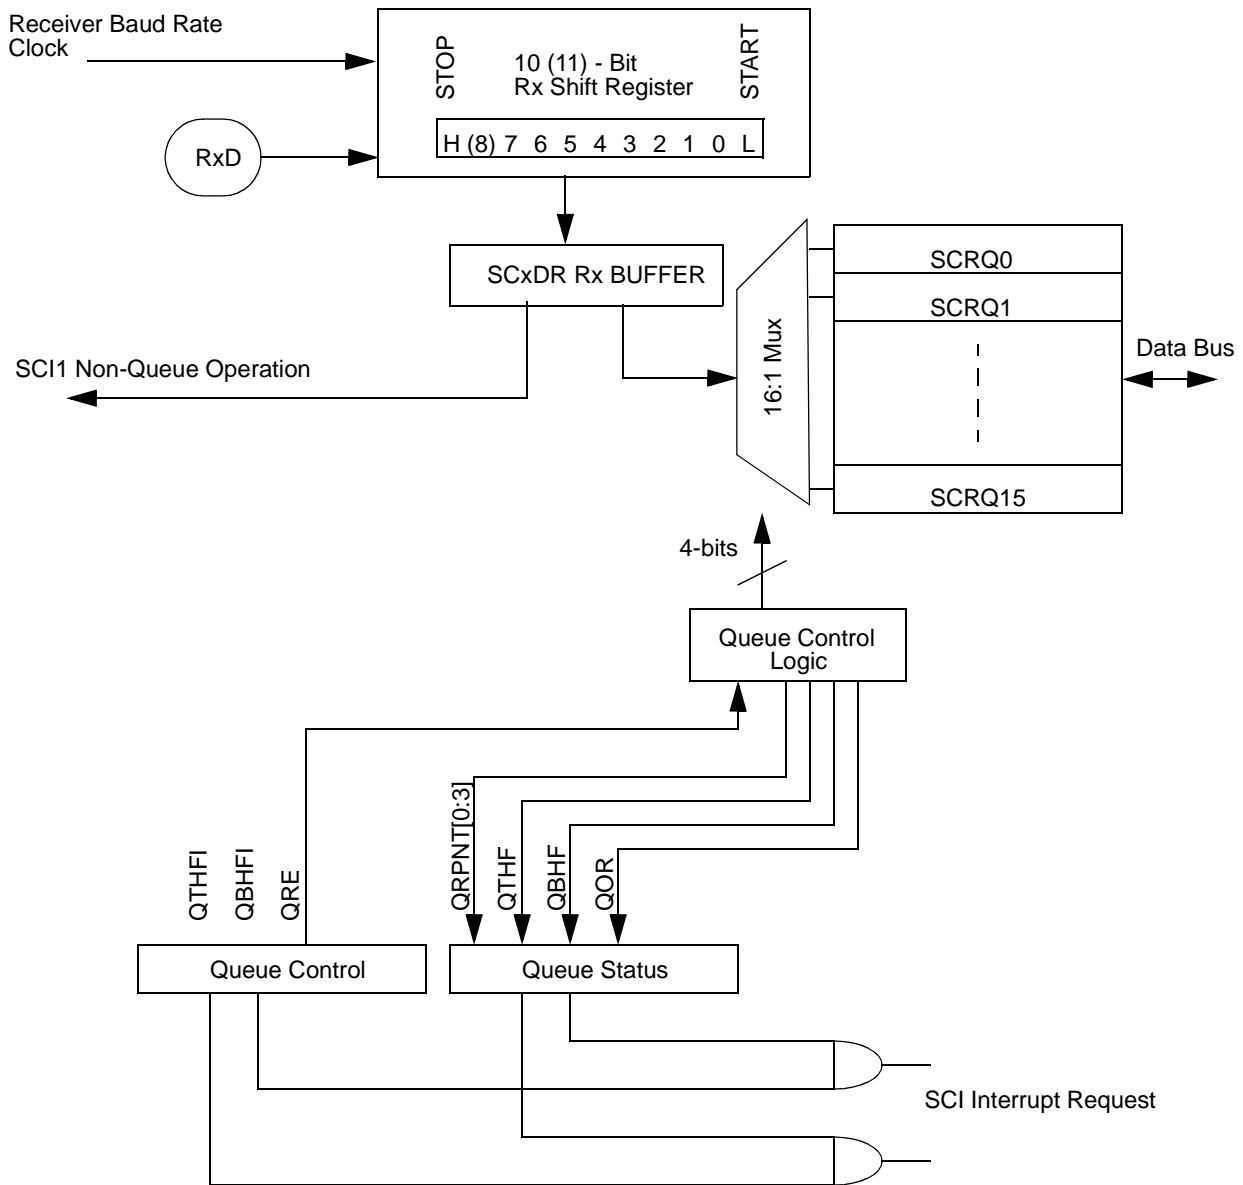 Receiver Baud Rate
Clock
STOP
10 (11) - Bit
Rx Shift Register
START
H (8) 7 6 5 4 3 2 1 0 L
RxD
SCxDR Rx BUFFER
16:1 Mux
SCRQ0
SCRQ1
SCRQ15
Data Bus
SCI1 Non-Queue Operation
4-bits
Queue Control
Logic
QTHFI
QBHFI
QRE
QRPNT[0:3]
QTHF
QBHF
QOR
Queue Control
Queue Status
SCI Interrupt Request